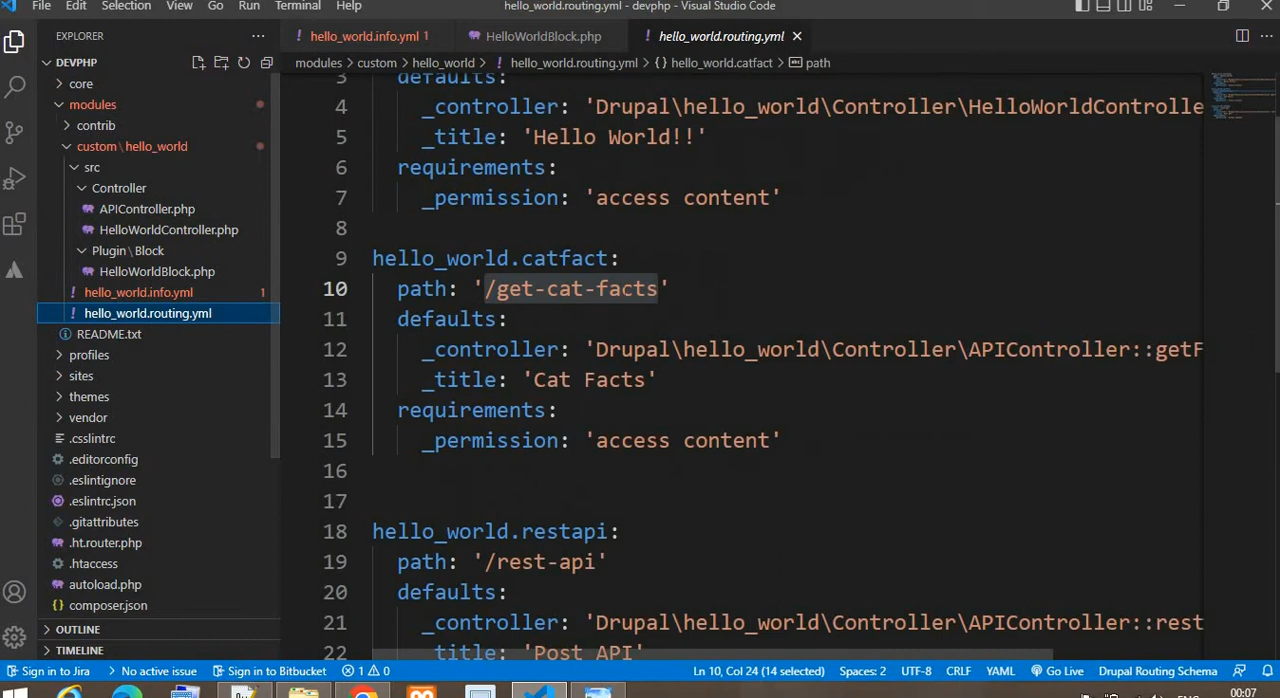 File Edit Selection View Go Run Terminal Help
hello_world.routing.yml - devphp - Visual Studio Code
EXPLORER
DEVPHP
core
modules
contrib
custom\hello_world
src
Controller
APIController.php
HelloWorldController.php
Plugin\Block
HelloWorldBlock.php
! hello_world.info.yml 1
! hello_world.routing.yml
README.txt
profiles
sites
themes
vendor
.csslintrc
.editorconfig
.eslintignore
.eslintrc.json
.gitattributes
.ht.router.php
.htaccess
autoload.php
{} composer.json
OUTLINE
TIMELINE
! hello_world.info.yml 1
HelloWorldBlock.php
! hello_world.routing.yml ×
modules > custom > hello_world > ! hello_world.routing.yml > {} hello_world.catfact > path
3 defaults:
4 _controller: 'Drupal\hello_world\Controller\HelloWorldControlle
5 _title: 'Hello World!!'
6 requirements:
7 _permission: 'access content'
8
9 hello_world.catfact:
10 path: '/get-cat-facts'
11 defaults:
12 _controller: 'Drupal\hello_world\Controller\APIController::getF
13 _title: 'Cat Facts'
14 requirements:
15 _permission: 'access content'
16
17
18 hello_world.restapi:
19 path: '/rest-api'
20 defaults:
21 _controller: 'Drupal\hello_world\Controller\APIController::rest
22 _title: 'Post API'
Sign in to Jira > No active issue Sign in to Bitbucket 1 0 Ln 10, Col 24 (14 selected) Spaces: 2 UTF-8 CRLF YAML Go Live Drupal Routing Schema
00:07